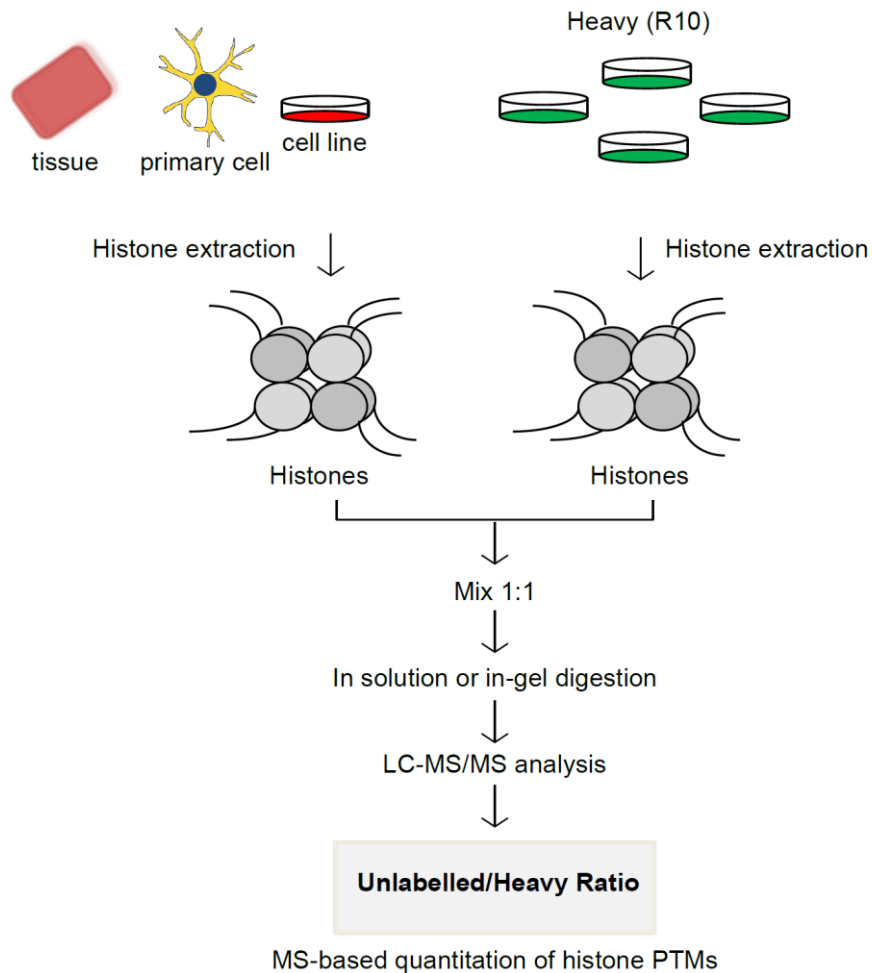 Heavy (R10)
tissue
primary cell
cell line
Histone extraction
Histone extraction
Histones
Histones
Mix 1:1
In solution or in-gel digestion
LC-MS/MS analysis
Unlabelled/Heavy Ratio
MS-based quantitation of histone PTMs